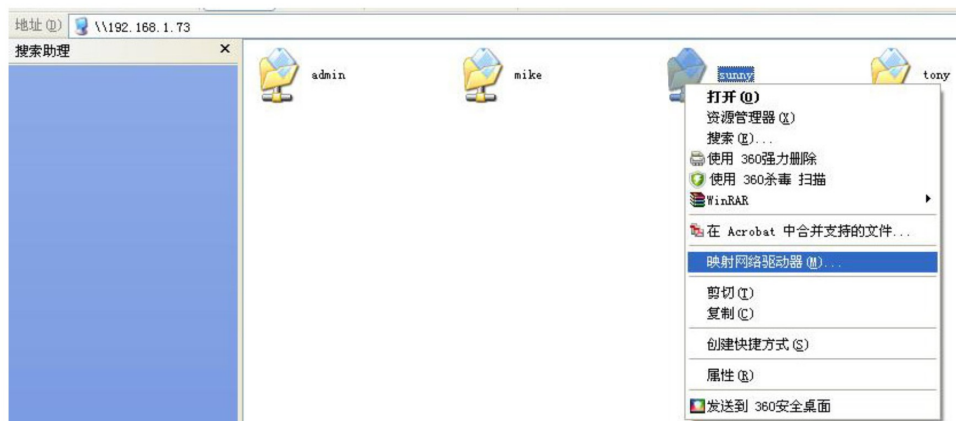 地址(D) \\192.168.1.73
搜索助理 ×
admin
mike
sunny
tony
打开(O)
资源管理器(X)
搜索(E)...
使用 360强力删除
使用 360杀毒 扫描
WinRAR
在 Acrobat 中合并支持的文件...
映射网络驱动器(M)...
剪切(T)
复制(C)
创建快捷方式(S)
属性(R)
发送到 360安全桌面